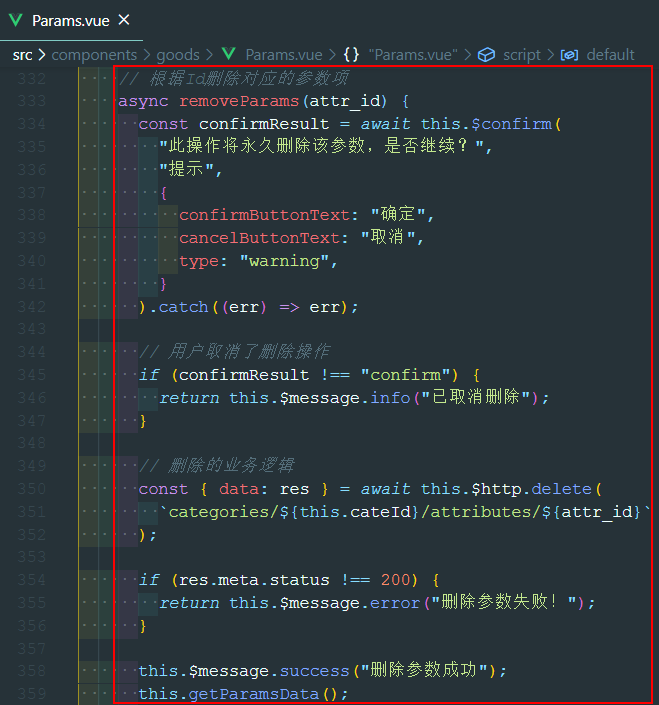 Params.vue ×
src > components > goods > Params.vue > {} "Params.vue" > script > default
332 // 根据Id删除对应的参数项
333 async removeParams(attr_id) {
334 const confirmResult = await this.$confirm(
335 "此操作将永久删除该参数, 是否继续？",
336 "提示",
337 {
338 confirmButtonText: "确定",
339 cancelButtonText: "取消",
340 type: "warning",
341 }
342 ).catch((err) => err);
343
344 // 用户取消了删除操作
345 if (confirmResult !== "confirm") {
346 return this.$message.info("已取消删除");
347 }
348
349 // 删除的业务逻辑
350 const { data: res } = await this.$http.delete(
351 `categories/${this.cateId}/attributes/${attr_id}`
352 );
353
354 if (res.meta.status !== 200) {
355 return this.$message.error("删除参数失败！");
356 }
357
358 this.$message.success("删除参数成功");
359 this.getParamsData();